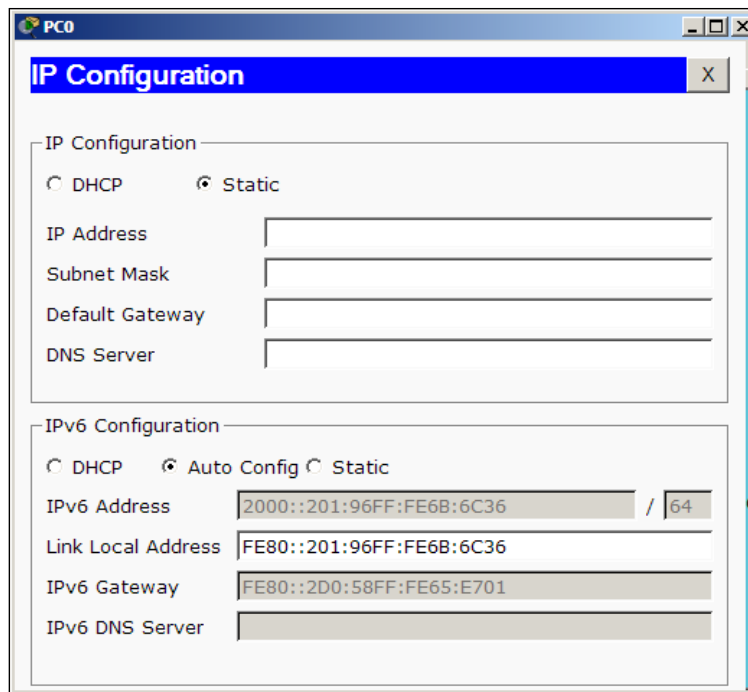 PC0
IP Configuration X
IP Configuration
DHCP Static
IP Address
Subnet Mask
Default Gateway
DNS Server
IPv6 Configuration
DHCP Auto Config Static
IPv6 Address 2000::201:96FF:FE6B:6C36 / 64
Link Local Address FE80::201:96FF:FE6B:6C36
IPv6 Gateway FE80::2D0:58FF:FE65:E701
IPv6 DNS Server